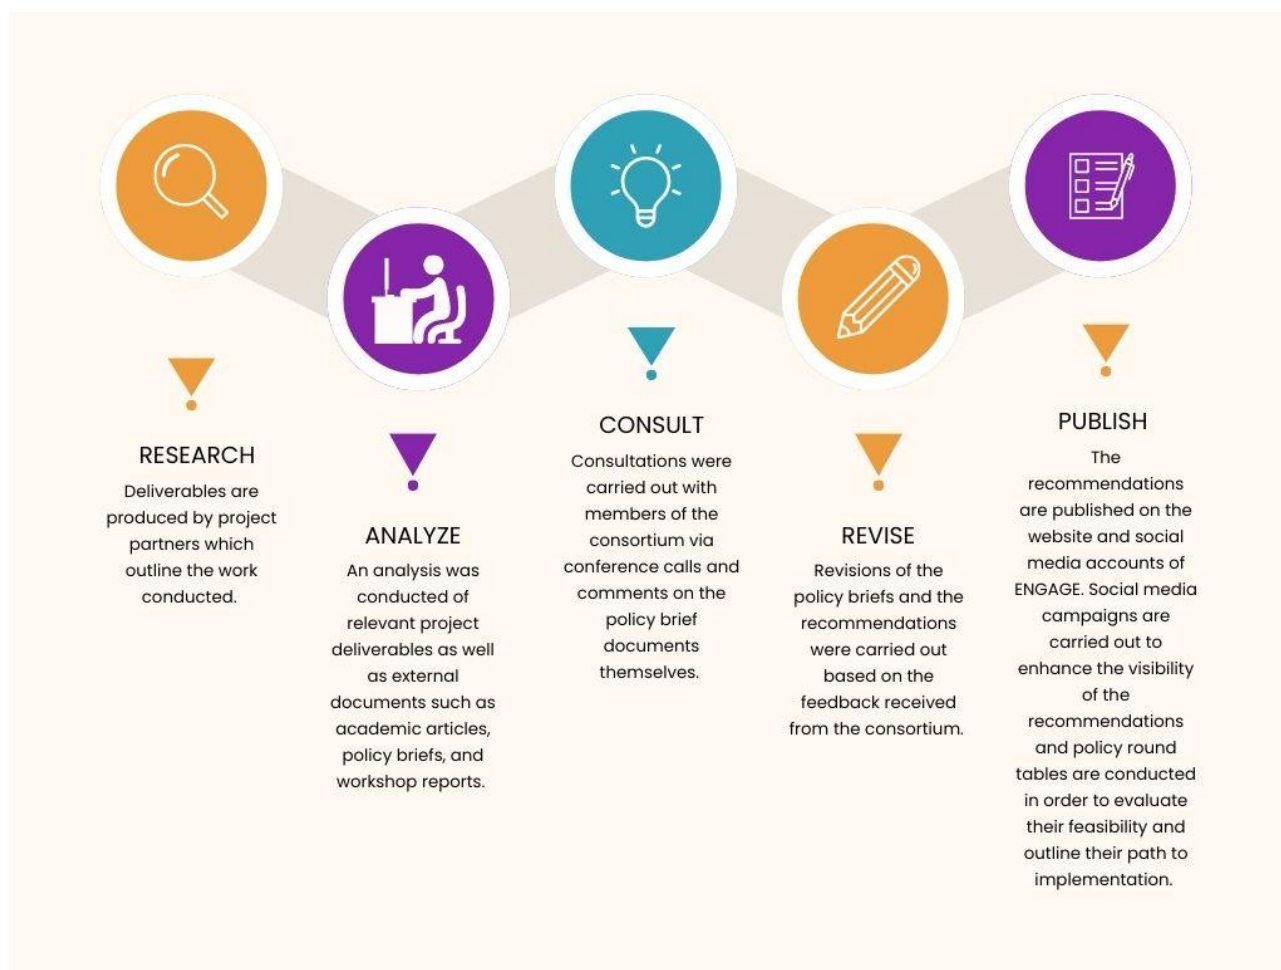 RESEARCH
Deliverables are
produced by project
partners which
outline the work
conducted.
ANALYZE
An analysis was
conducted of
relevant project
deliverables as well
as external
documents such as
academic articles,
policy briefs, and
workshop reports.
CONSULT
Consultations were
carried out with
members of the
consortium via
conference calls and
comments on the
policy brief
documents
themselves.
REVISE
Revisions of the
policy briefs and the
recommendations
were carried out
based on the
feedback received
from the consortium.
PUBLISH
The
recommendations
are published on the
website and social
media accounts of
ENGAGE. Social media
campaigns are
carried out to
enhance the visibility
of the
recommendations
and policy round
tables are conducted
in order to evaluate
their feasibility and
outline their path to
implementation.